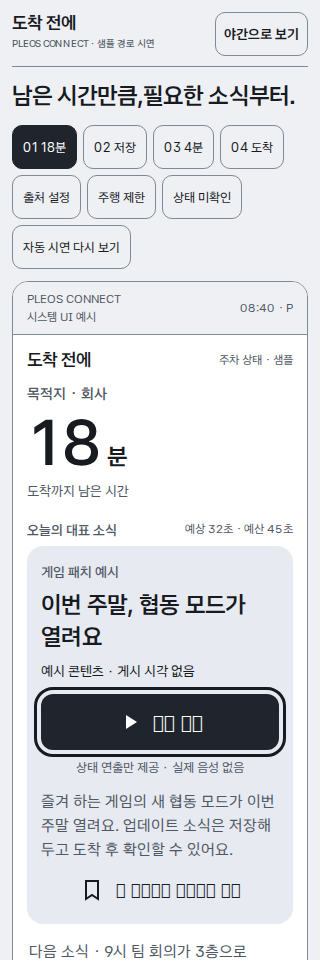 도착 전에
PLEOS CONNECT · 샘플 경로 시연
야간으로 보기
남은 시간만큼,필요한 소식부터.
01 18분
02 저장
03 4분
04 도착
출처 설정
주행 제한
상태 미확인
자동 시연 다시 보기
PLEOS CONNECT
시스템 UI 예시
08:40 · P
도착 전에
주차 상태 · 샘플
목적지 · 회사
18 분
도착까지 남은 시간
오늘의 대표 소식
예상 32초 · 예산 45초
게임 패치 예시
이번 주말, 협동 모드가
열려요
예시 콘텐츠 · 게시 시각 없음
상태 연출만 제공 · 실제 음성 없음
즐겨 하는 게임의 새 협동 모드가 이번
주말 열려요. 업데이트 소식은 저장해
두고 도착 후 확인할 수 있어요.
다음 소식 · 9시 팀 회의가 3층으로